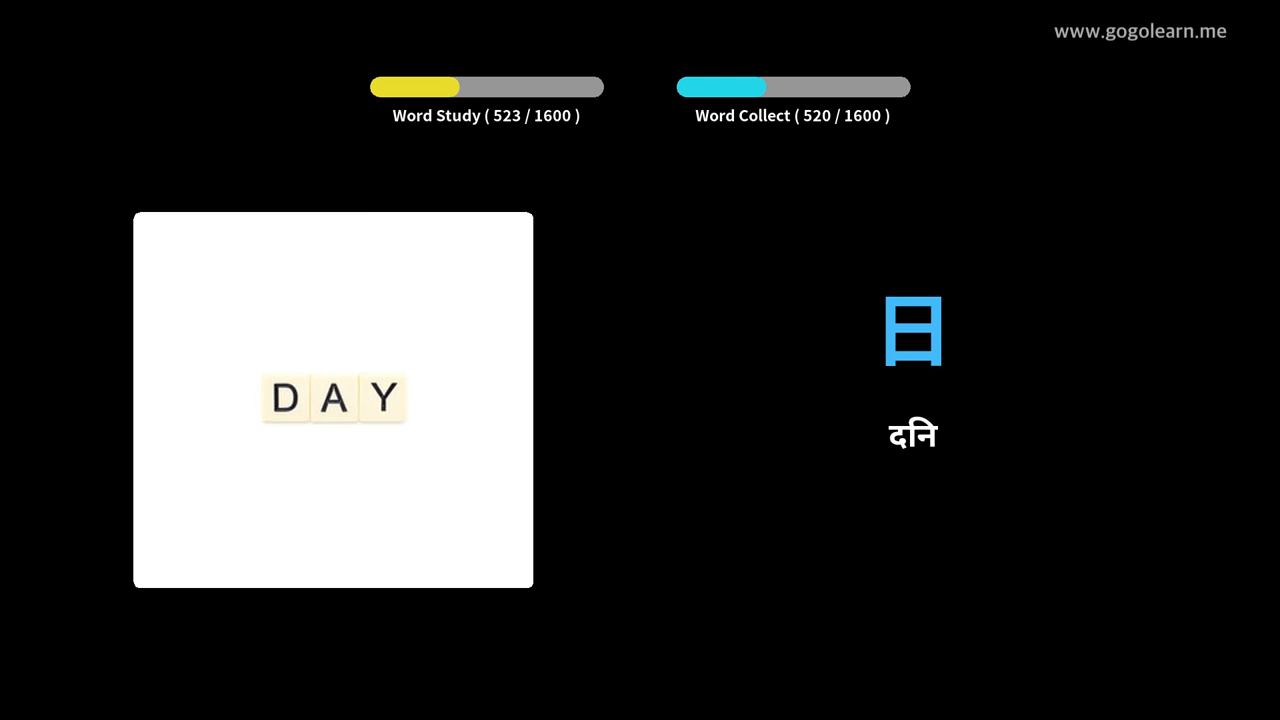 www.gogolearn.me
Word Study ( 523 / 1600 )
Word Collect ( 520 / 1600 )
DAY
日
दनि